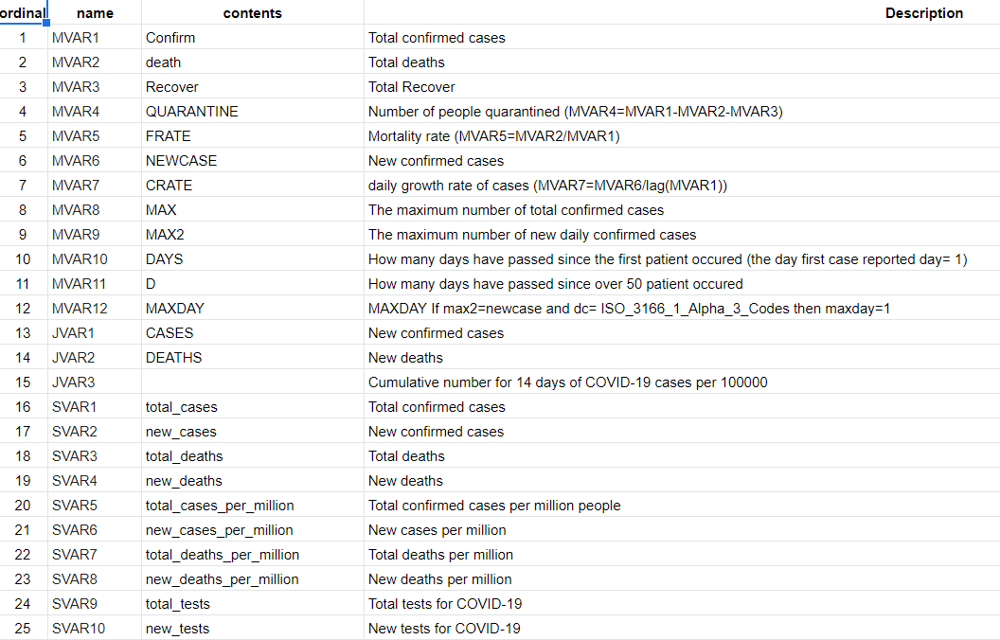 ordinal name contents Description
1 MVAR1 Confirm Total confirmed cases
2 MVAR2 death Total deaths
3 MVAR3 Recover Total Recover
4 MVAR4 QUARANTINE Number of people quarantined (MVAR4=MVAR1-MVAR2-MVAR3)
5 MVAR5 FRATE Mortality rate (MVAR5=MVAR2/MVAR1)
6 MVAR6 NEWCASE New confirmed cases
7 MVAR7 CRATE daily growth rate of cases (MVAR7=MVAR6/lag(MVAR1))
8 MVAR8 MAX The maximum number of total confirmed cases
9 MVAR9 MAX2 The maximum number of new daily confirmed cases
10 MVAR10 DAYS How many days have passed since the first patient occured (the day first case reported day= 1)
11 MVAR11 D How many days have passed since over 50 patient occured
12 MVAR12 MAXDAY MAXDAY If max2=newcase and dc= ISO_3166_1_Alpha_3_Codes then maxday=1
13 JVAR1 CASES New confirmed cases
14 JVAR2 DEATHS New deaths
15 JVAR3 Cumulative number for 14 days of COVID-19 cases per 100000
16 SVAR1 total_cases Total confirmed cases
17 SVAR2 new_cases New confirmed cases
18 SVAR3 total_deaths Total deaths
19 SVAR4 new_deaths New deaths
20 SVAR5 total_cases_per_million Total confirmed cases per million people
21 SVAR6 new_cases_per_million New cases per million
22 SVAR7 total_deaths_per_million Total deaths per million
23 SVAR8 new_deaths_per_million New deaths per million
24 SVAR9 total_tests Total tests for COVID-19
25 SVAR10 new_tests New tests for COVID-19